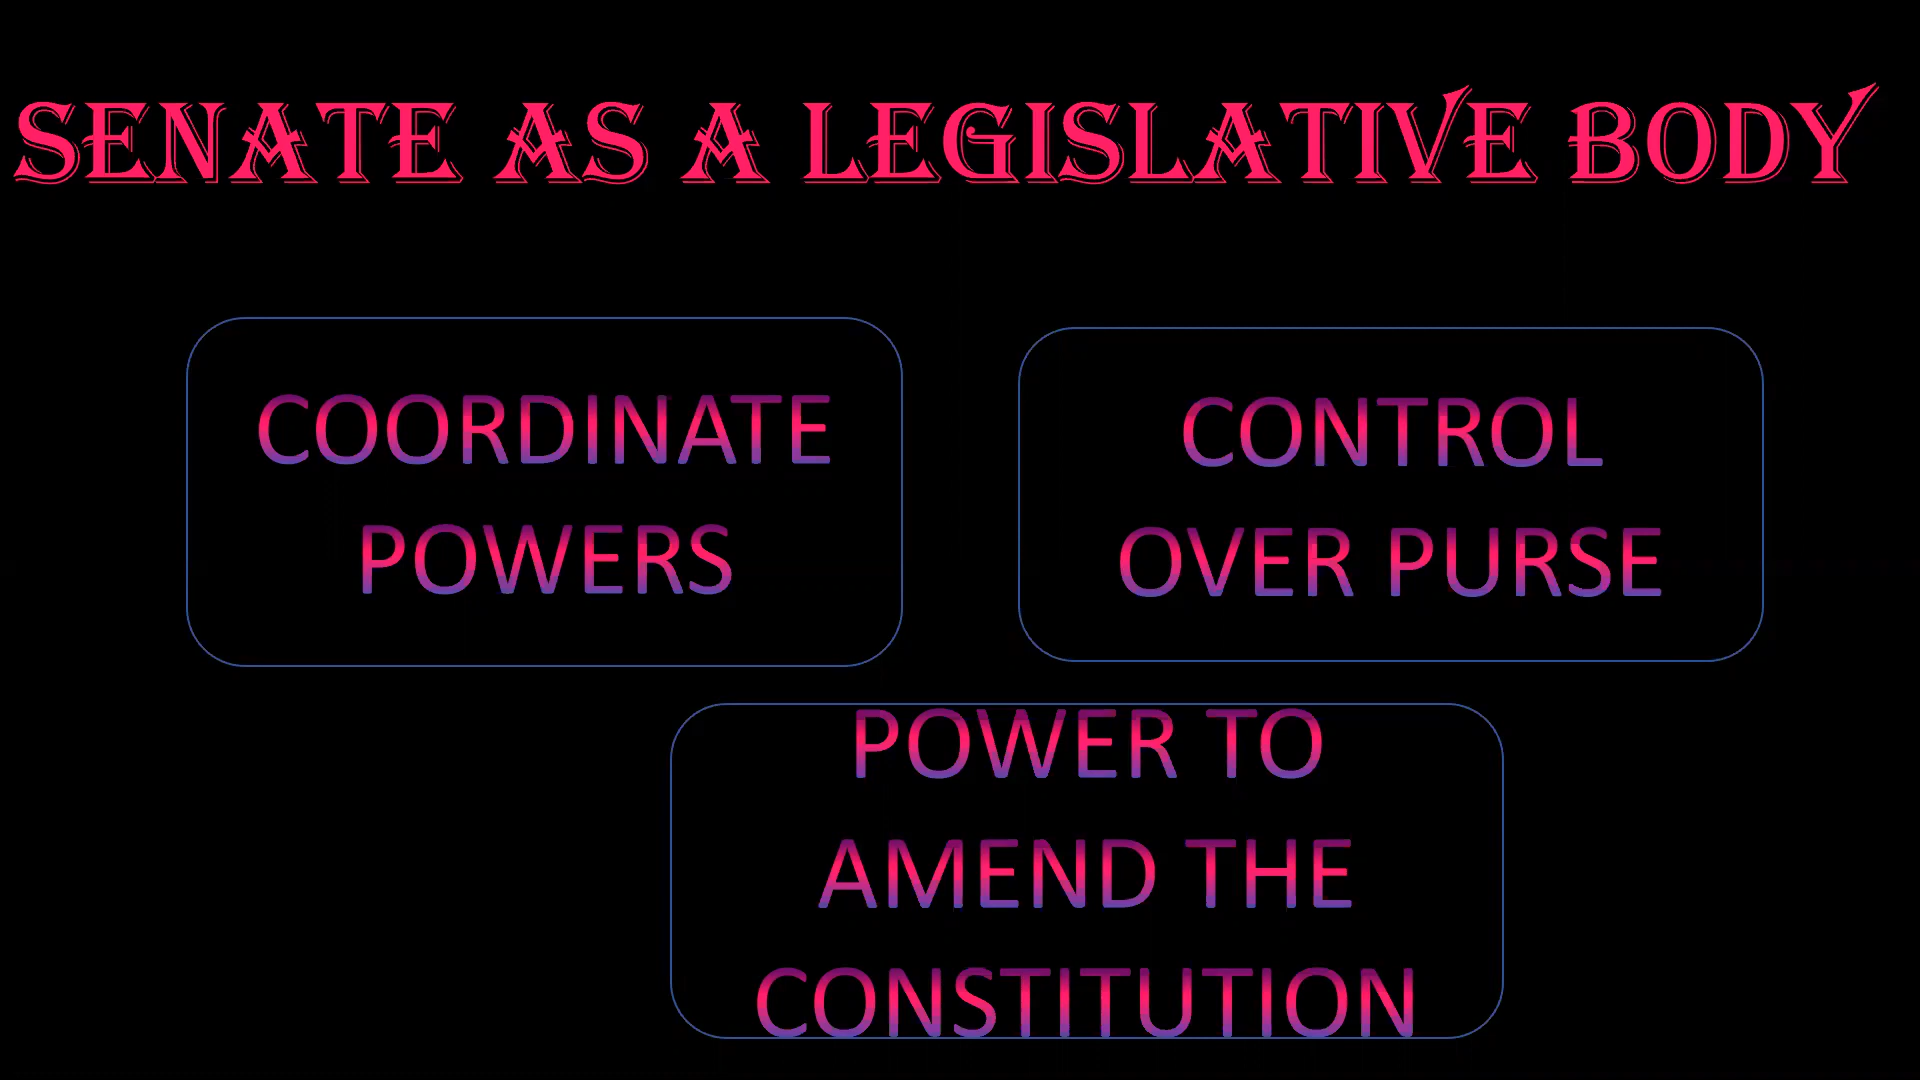 SENATE AS A LEGISLATIVE BODY
COORDINATE
POWERS
CONTROL
OVER PURSE
POWER TO
AMEND THE
CONSTITUTION